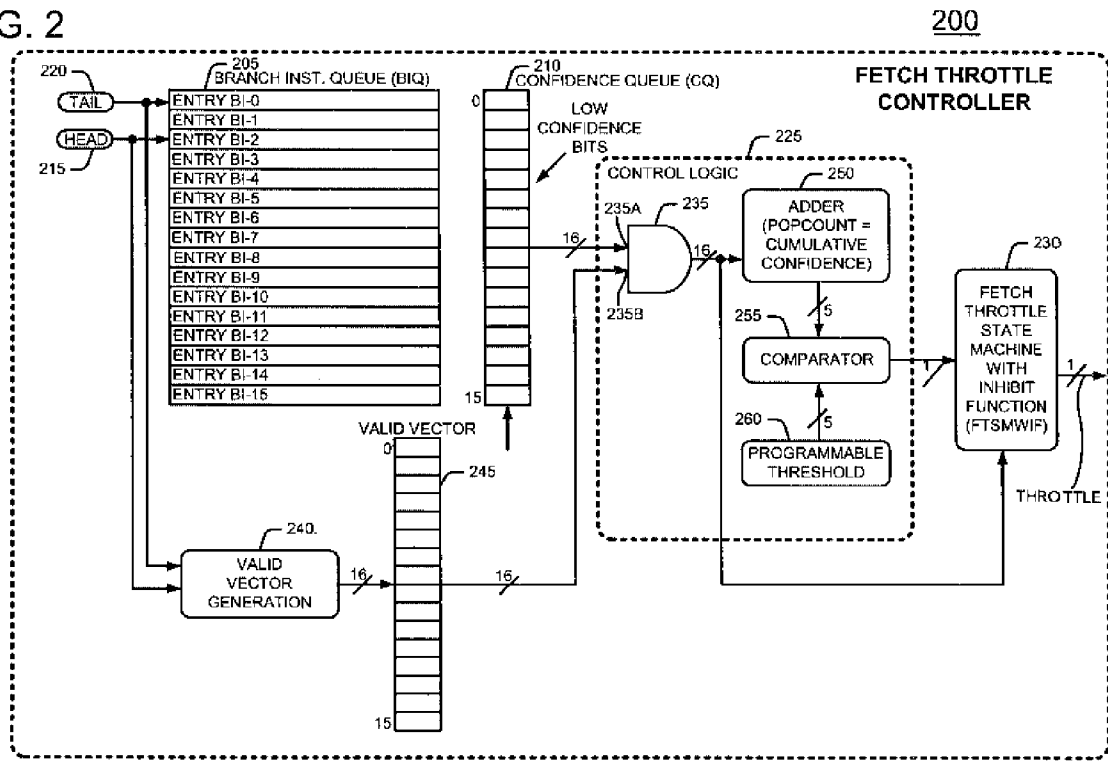 G. 2
200
220
TAIL
HEAD
215
205
BRANCH INST. QUEUE (BIQ)
ENTRY BI-0
ENTRY BI-1
ENTRY BI-2
ENTRY BI-3
ENTRY BI-4
ENTRY BI-5
ENTRY BI-6
ENTRY BI-7
ENTRY BI-8
ENTRY BI-9
ENTRY BI-10
ENTRY BI-11
ENTRY BI-12
ENTRY BI-13
ENTRY BI-14
ENTRY BI-15
210
CONFIDENCE QUEUE (CQ)
0
15
LOW
CONFIDENCE
BITS
FETCH THROTTLE
CONTROLLER
225
CONTROL LOGIC
235A
235
16
16
235B
250
ADDER
(POPCOUNT =
CUMULATIVE
CONFIDENCE)
5
255
COMPARATOR
1
5
260
PROGRAMMABLE
THRESHOLD
230
FETCH
THROTTLE
STATE
MACHINE
WITH
INHIBIT
FUNCTION
(FTSMWIF)
1
THROTTLE
VALID VECTOR
0
245
15
240.
VALID
VECTOR
GENERATION
16
16